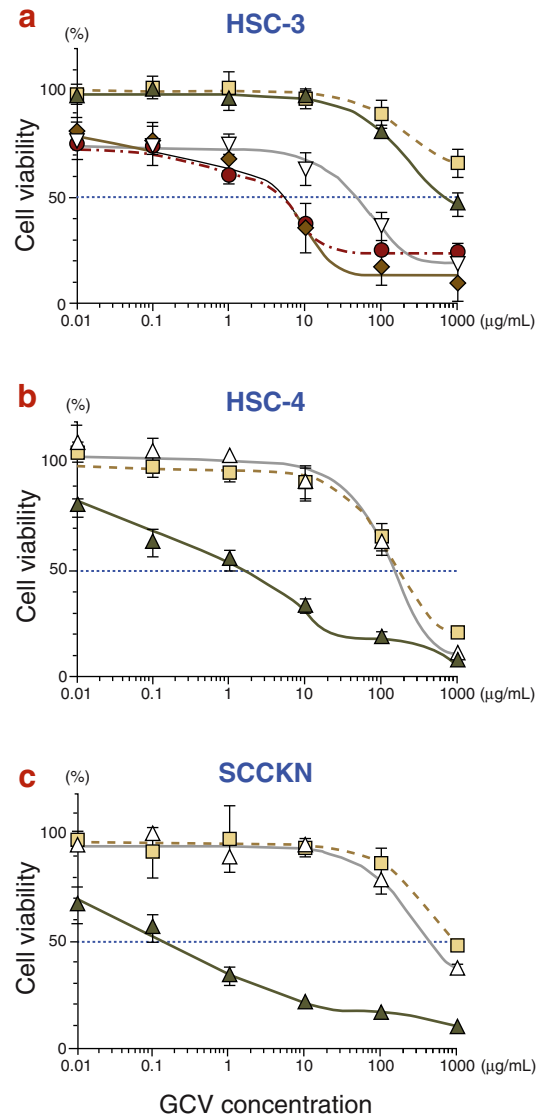 a
(%)
HSC-3
100
50
0
Cell viability
0.01 0.1 1 10 100 1000 (μg/mL)
b
(%)
HSC-4
100
50
0
Cell viability
0.01 0.1 1 10 100 1000 (μg/mL)
c
(%)
SCCKN
100
50
0
Cell viability
0.01 0.1 1 10 100 1000 (μg/mL)
GCV concentration